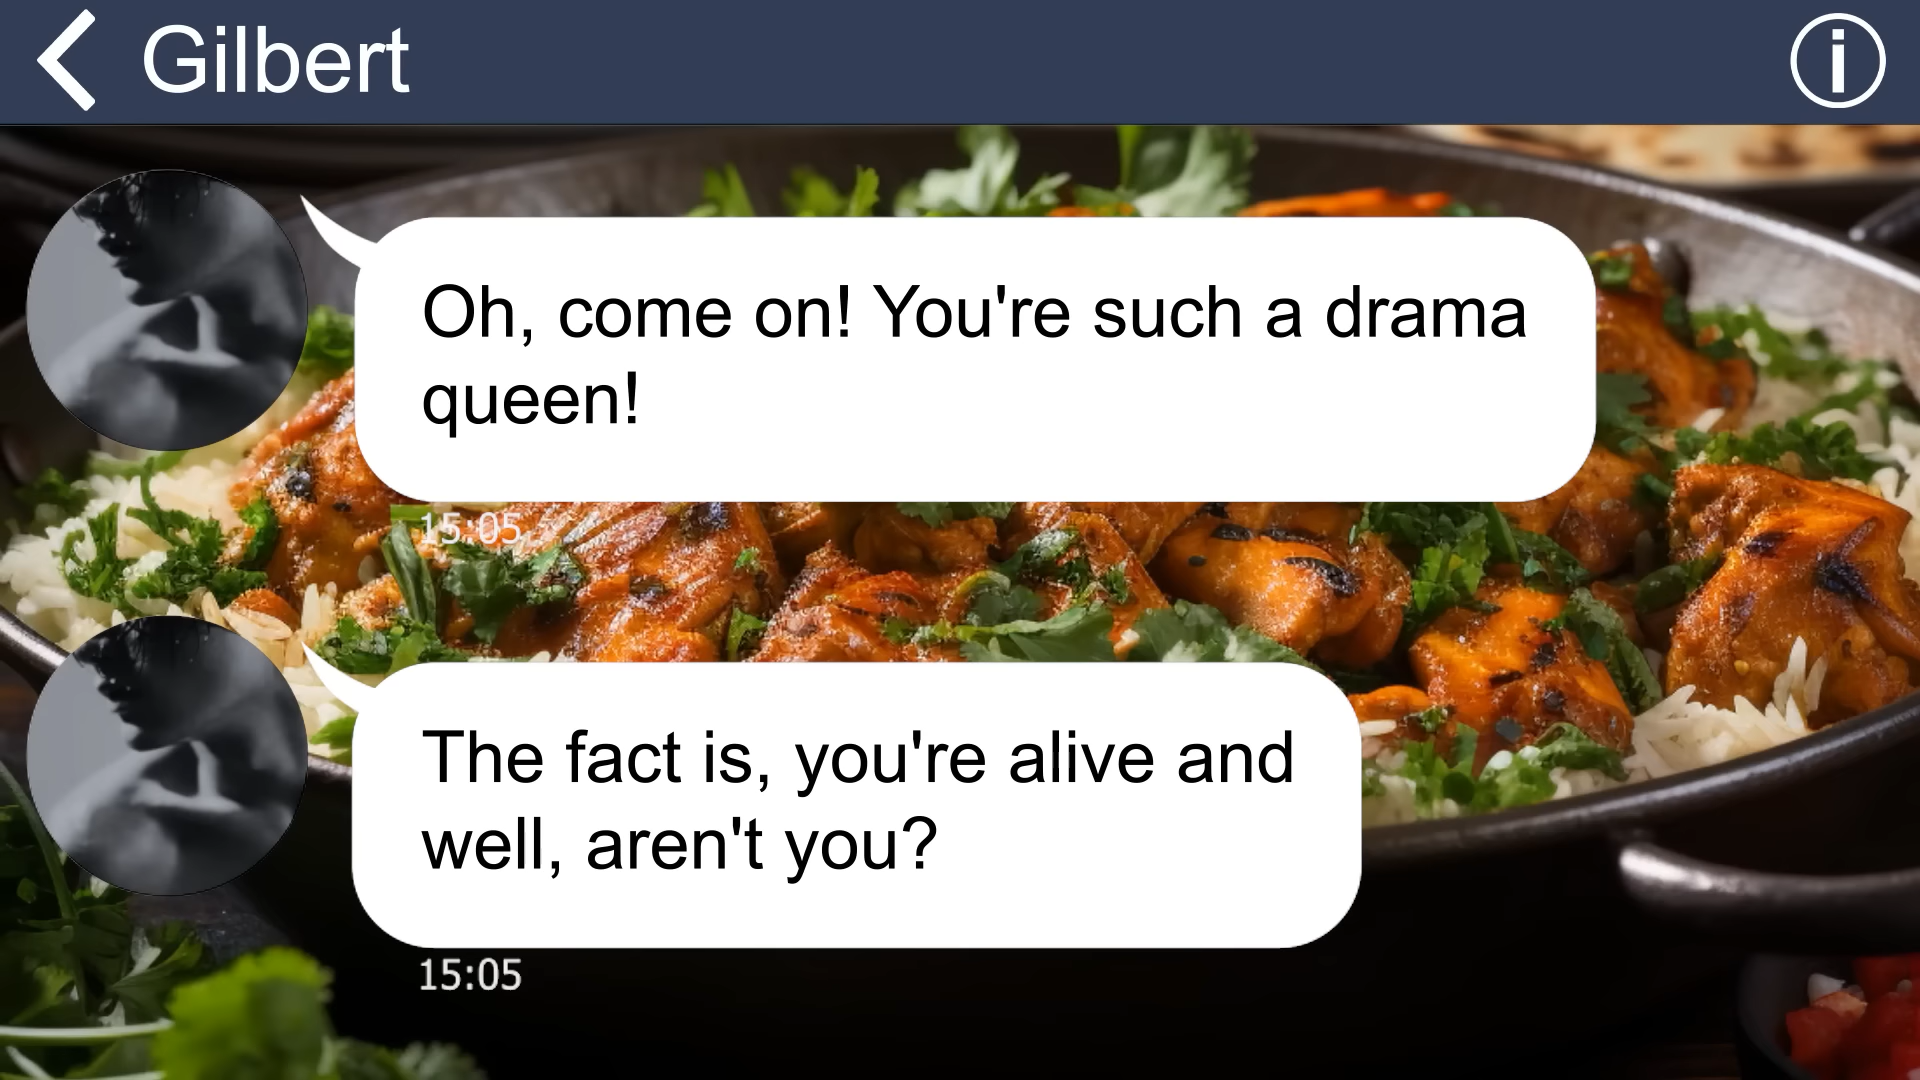 Gilbert
Oh, come on! You're such a drama
queen!
15:05
The fact is, you're alive and
well, aren't you?
15:05